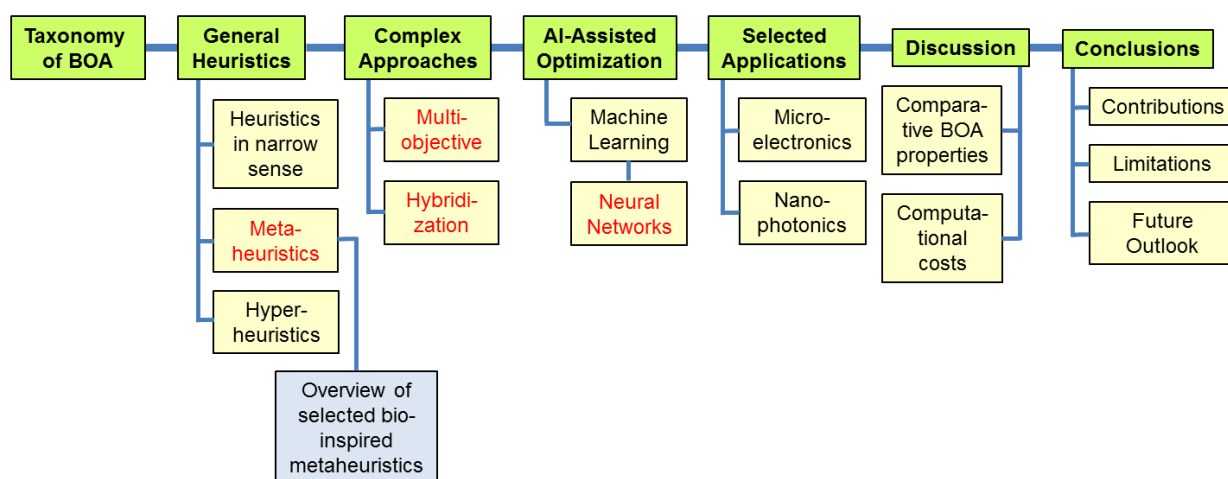 Taxonomy
of BOA
General
Heuristics
Complex
Approaches
AI-Assisted
Optimization
Selected
Applications
Discussion
Conclusions
Heuristics
in narrow
sense
Meta-
heuristics
Hyper-
heuristics
Overview of
selected bio-
inspired
metaheuristics
Multi-
objective
Hybridi-
zation
Machine
Learning
Neural
Networks
Micro-
electronics
Nano-
photonics
Compara-
tive BOA
properties
Computa-
tional
costs
Contributions
Limitations
Future
Outlook